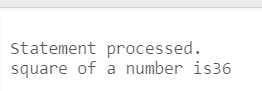 Statement processed.
square of a number is36